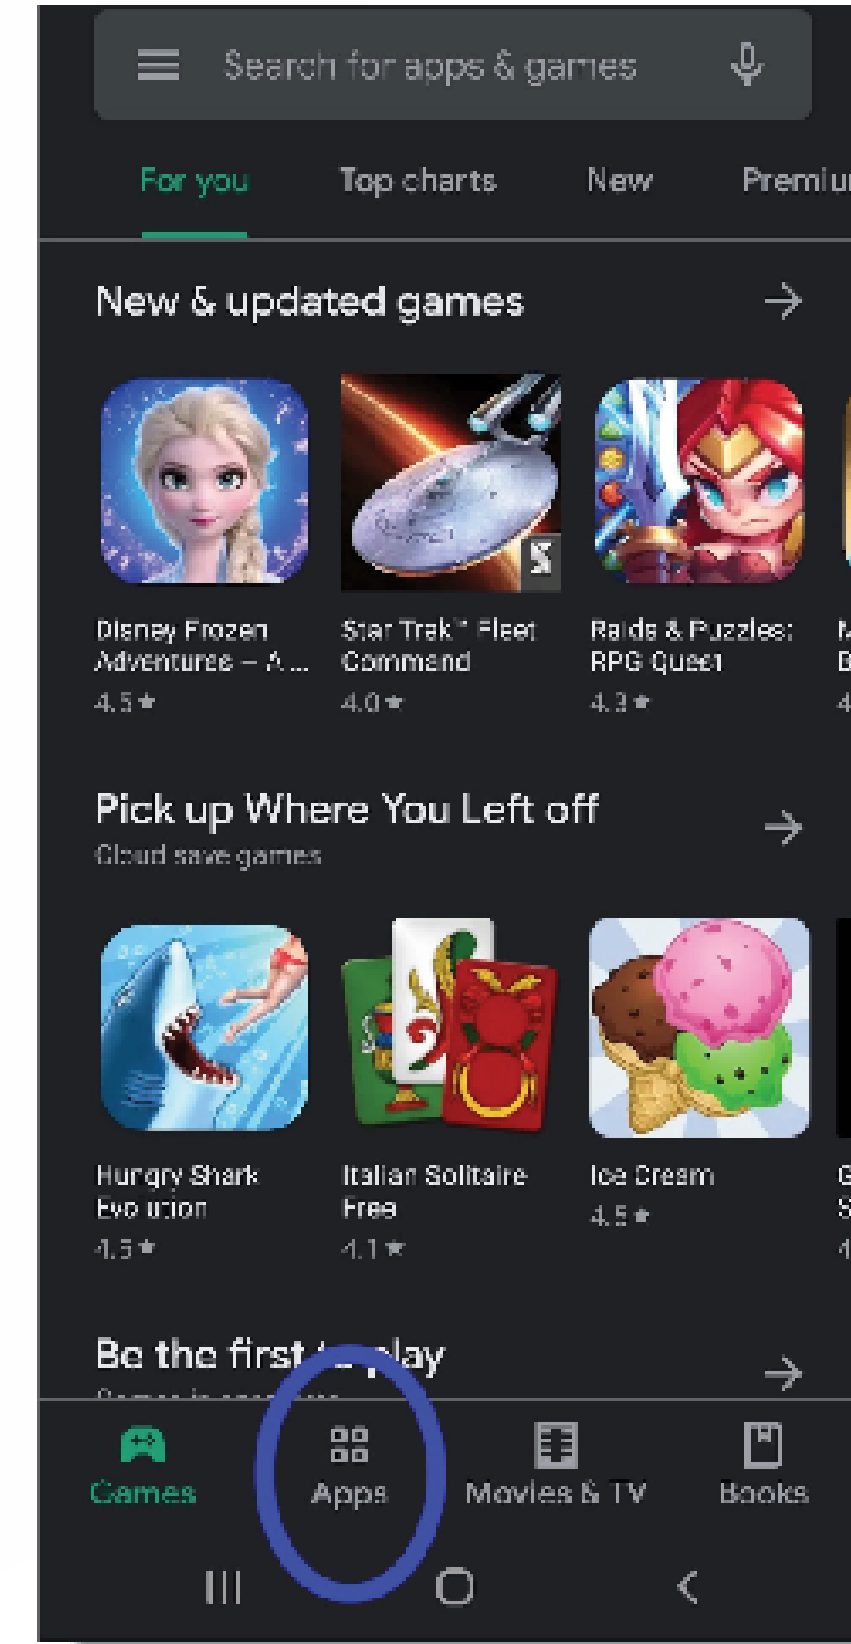 Search for apps & games
For you Top charts New Premiu
New & updated games
Disney Frozen
Adventures – A ...
4.5★
Star Trek™ Fleet
Command
4.0★
Raids & Puzzles:
RPG Quest
4.3★
Pick up Where You Left off
Cloud save games
Hungry Shark
Evolution
4.5★
Italian Solitaire
Free
4.1★
Ice Cream
4.5★
Be the first to play
Games Apps Movies & TV Books